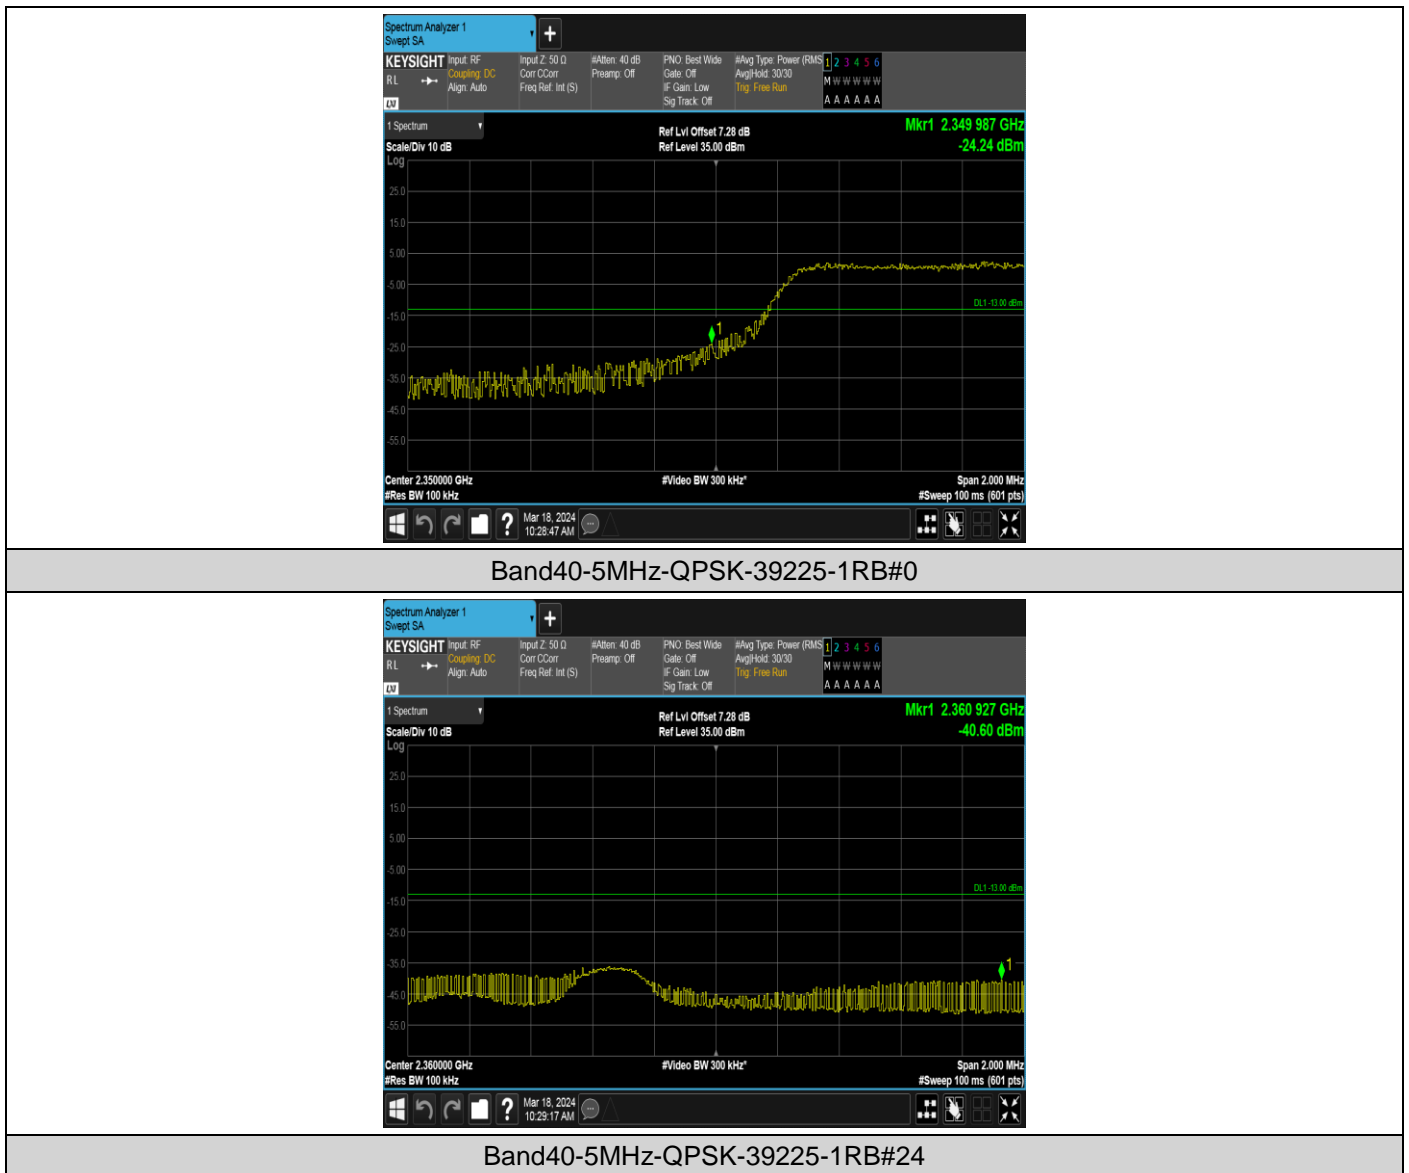 Spectrum Analyzer 1
Swept SA
KEYSIGHT Input: RF Input Z: 50 Ω #Atten: 40 dB PNO: Best Wide #Avg Type: Power (RMS 1 2 3 4 5 6
RL Coupling: DC Corr CCorr Preamp: Off Gate: Off Avg|Hold: 30/30 M W W W W W
Align: Auto Freq Ref: Int (S) IF Gain: Low Trig: Free Run
LXI Sig Track: Off A A A A A A
1 Spectrum Ref Lvl Offset 7.28 dB Mkr1 2.349 987 GHz
Scale/Div 10 dB Ref Level 35.00 dBm -24.24 dBm
Log
25.0
15.0
5.00
-5.00
DL1 -13.00 dBm
-15.0
1
-25.0
-35.0
-45.0
-55.0
Center 2.350000 GHz #Video BW 300 kHz* Span 2.000 MHz
#Res BW 100 kHz #Sweep 100 ms (601 pts)
? Mar 18, 2024
10:28:47 AM
Band40-5MHz-QPSK-39225-1RB#0
Spectrum Analyzer 1
Swept SA
KEYSIGHT Input: RF Input Z: 50 Ω #Atten: 40 dB PNO: Best Wide #Avg Type: Power (RMS 1 2 3 4 5 6
RL Coupling: DC Corr CCorr Preamp: Off Gate: Off Avg|Hold: 30/30 M W W W W W
Align: Auto Freq Ref: Int (S) IF Gain: Low Trig: Free Run
LXI Sig Track: Off A A A A A A
1 Spectrum Ref Lvl Offset 7.28 dB Mkr1 2.360 927 GHz
Scale/Div 10 dB Ref Level 35.00 dBm -40.60 dBm
Log
25.0
15.0
5.00
-5.00
DL1 -13.00 dBm
-15.0
-25.0
-35.0
1
-45.0
-55.0
Center 2.360000 GHz #Video BW 300 kHz* Span 2.000 MHz
#Res BW 100 kHz #Sweep 100 ms (601 pts)
? Mar 18, 2024
10:29:17 AM
Band40-5MHz-QPSK-39225-1RB#24